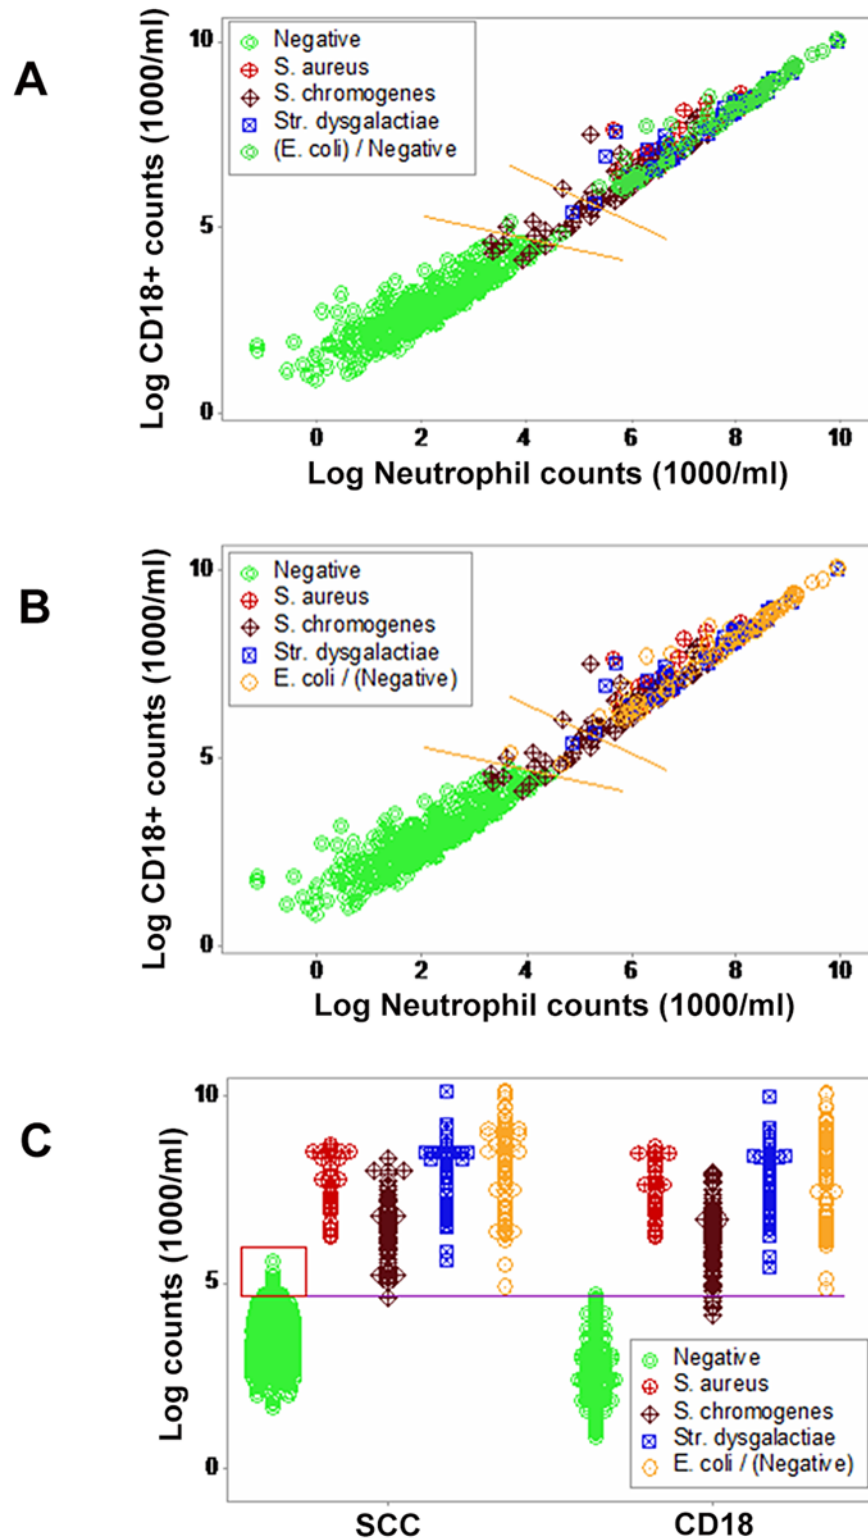 A
Log CD18+ counts (1000/ml)
10
5
0
Negative
S. aureus
S. chromogenes
Str. dysgalactiae
(E. coli) / Negative
0 2 4 6 8 10
Log Neutrophil counts (1000/ml)
B
Log CD18+ counts (1000/ml)
10
5
0
Negative
S. aureus
S. chromogenes
Str. dysgalactiae
E. coli / (Negative)
0 2 4 6 8 10
Log Neutrophil counts (1000/ml)
C
Log counts (1000/ml)
10
5
0
Negative
S. aureus
S. chromogenes
Str. dysgalactiae
E. coli / (Negative)
SCC CD18